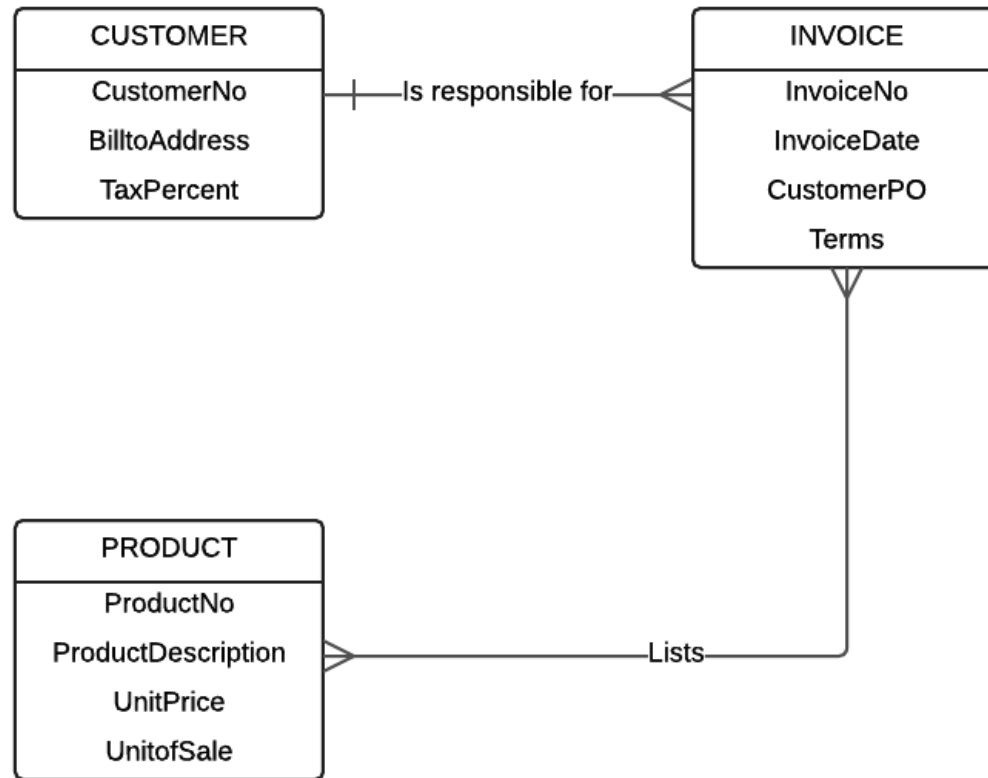 CUSTOMER
CustomerNo
BilltoAddress
TaxPercent
Is responsible for
INVOICE
InvoiceNo
InvoiceDate
CustomerPO
Terms
PRODUCT
ProductNo
ProductDescription
UnitPrice
UnitofSale
Lists